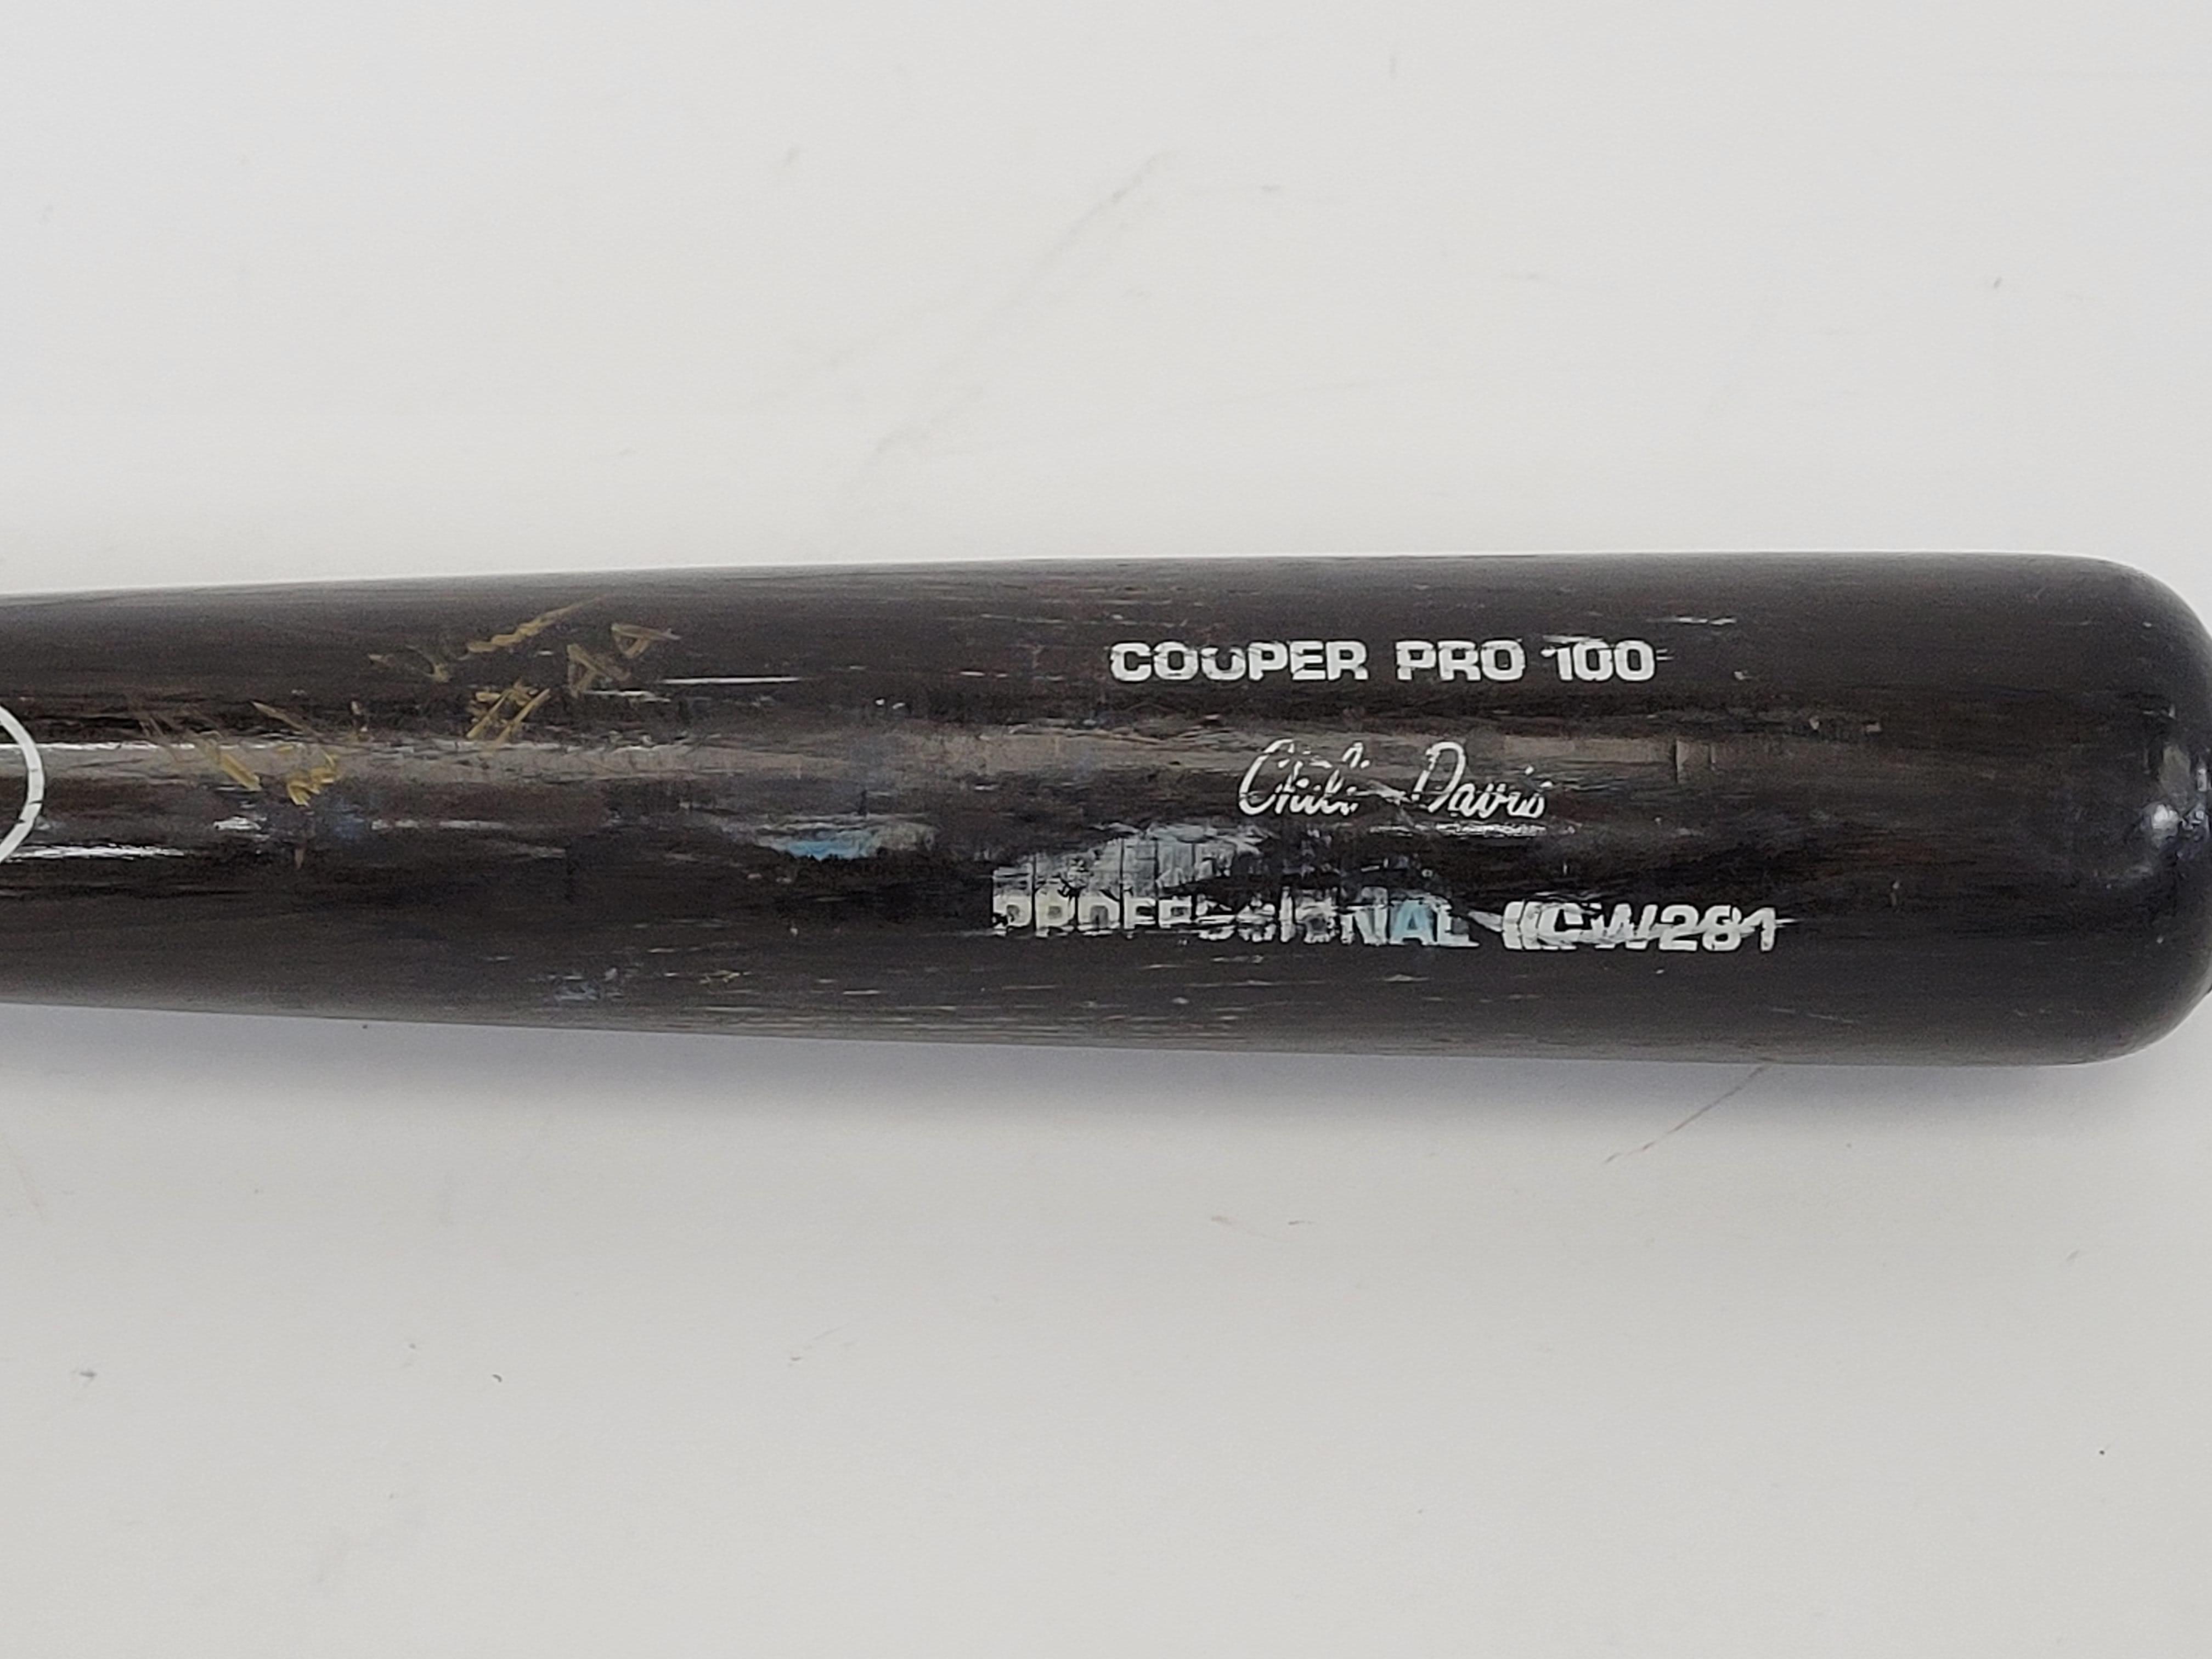 COOPER PRO 100
Chili Davis
PROFESSIONAL CW281